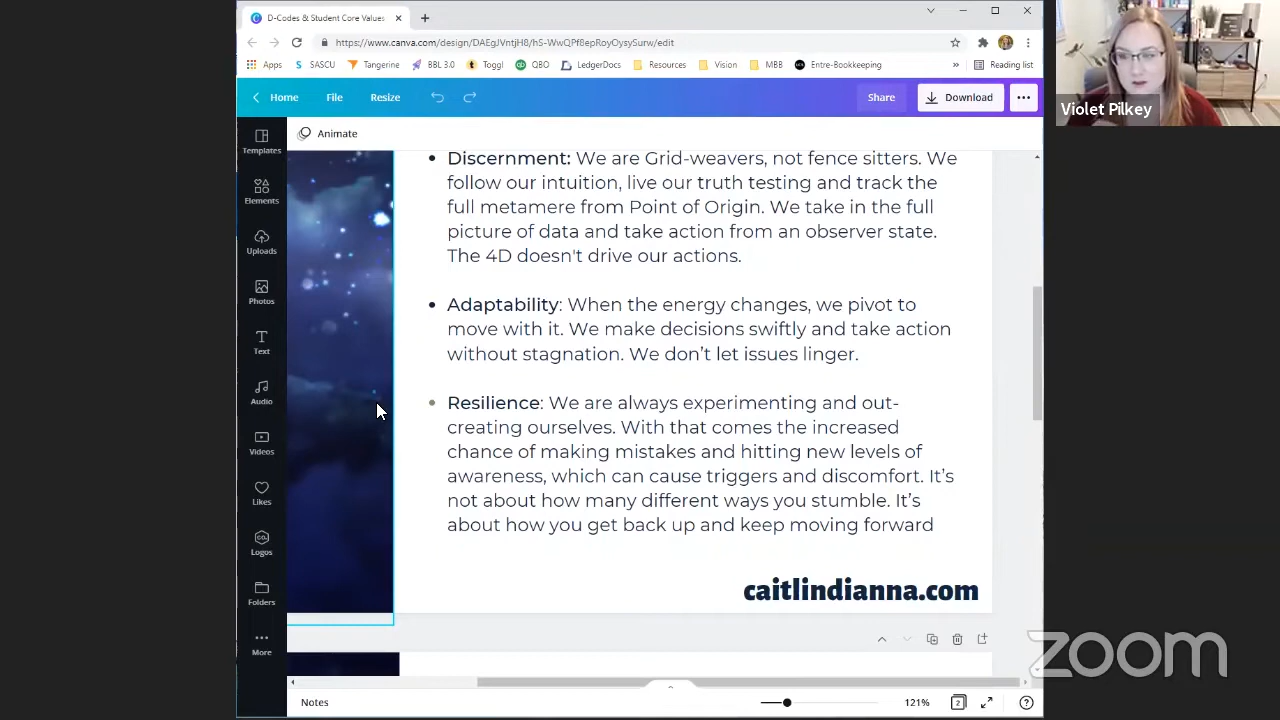 D-Codes & Student Core Values
https://www.canva.com/design/DAEgJVntjH8/hS-WwQPf8epRoyOysySurw/edit
Apps SASCU Tangerine BBL 3.0 Toggl QBO LedgerDocs Resources Vision MBB Entre-Bookkeeping » Reading list
Home File Resize Share Download
Animate
Templates
Elements
Uploads
Photos
Text
Audio
Videos
Likes
Logos
Folders
More
Discernment: We are Grid-weavers, not fence sitters. We
follow our intuition, live our truth testing and track the
full metamere from Point of Origin. We take in the full
picture of data and take action from an observer state.
The 4D doesn't drive our actions.
Adaptability: When the energy changes, we pivot to
move with it. We make decisions swiftly and take action
without stagnation. We don't let issues linger.
Resilience: We are always experimenting and out-
creating ourselves. With that comes the increased
chance of making mistakes and hitting new levels of
awareness, which can cause triggers and discomfort. It's
not about how many different ways you stumble. It's
about how you get back up and keep moving forward
caitlindianna.com
Notes 121% 2
Violet Pilkey
zoom